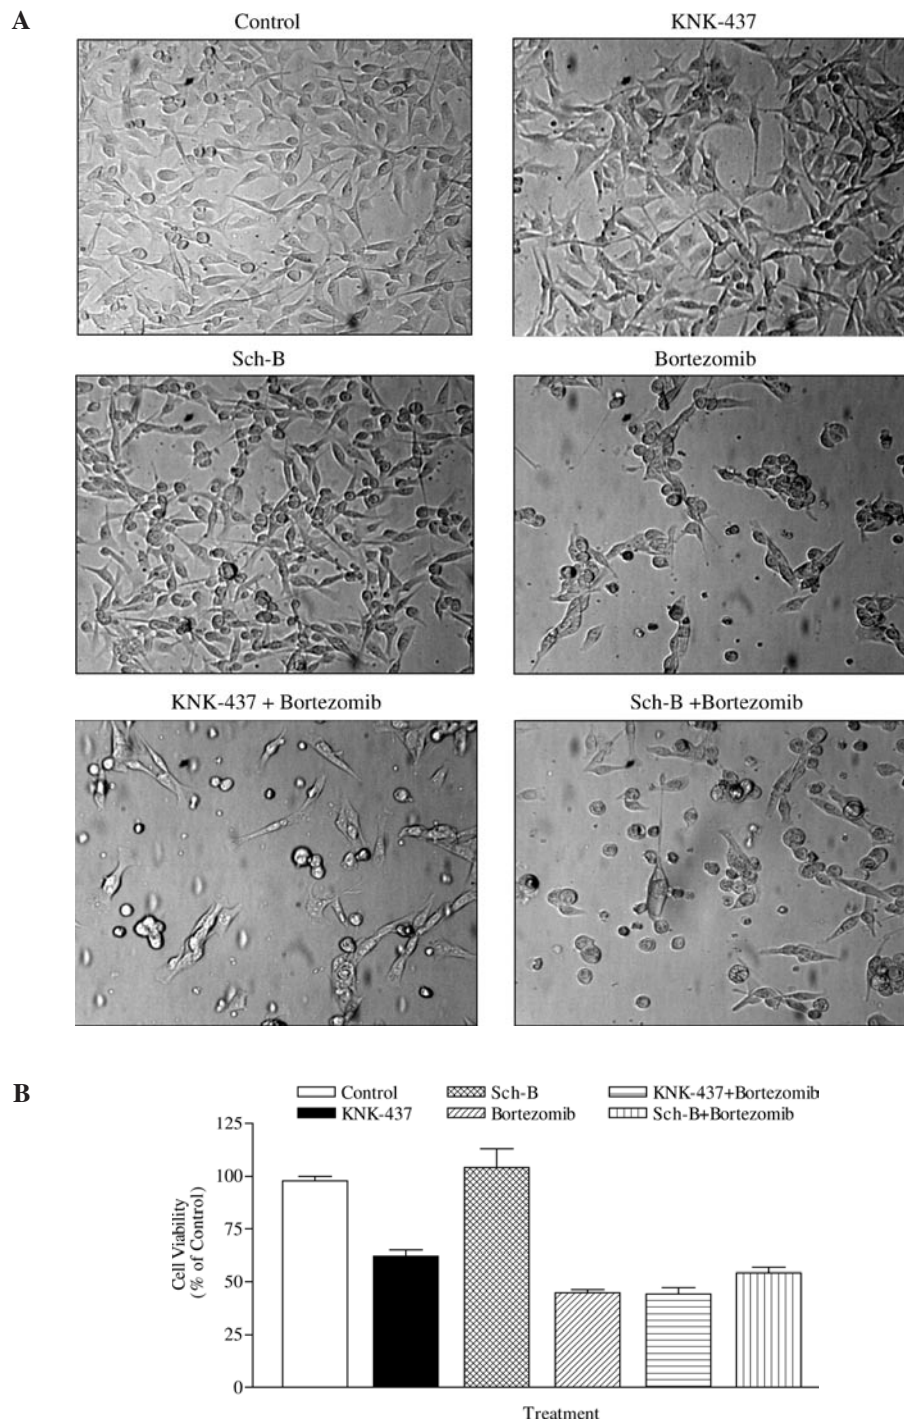 A
Control
KNK-437
Sch-B
Bortezomib
KNK-437 + Bortezomib
Sch-B +Bortezomib
B
Control
Sch-B
KNK-437+Bortezomib
KNK-437
Bortezomib
Sch-B+Bortezomib
125
100
75
50
25
0
Cell Viability
(% of Control)
Treatment